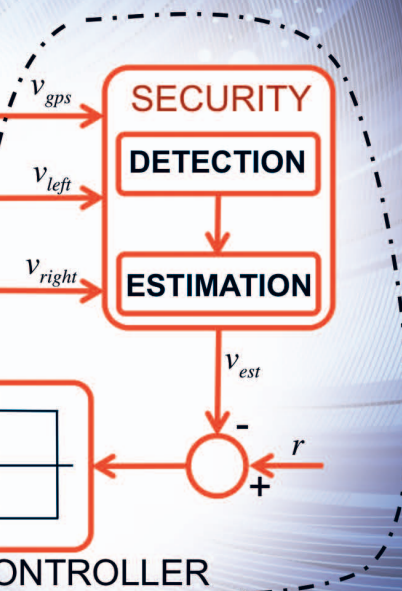 v_gps
SECURITY
DETECTION
v_left
v_right
ESTIMATION
v_est
-
r
+
ONTROLLER